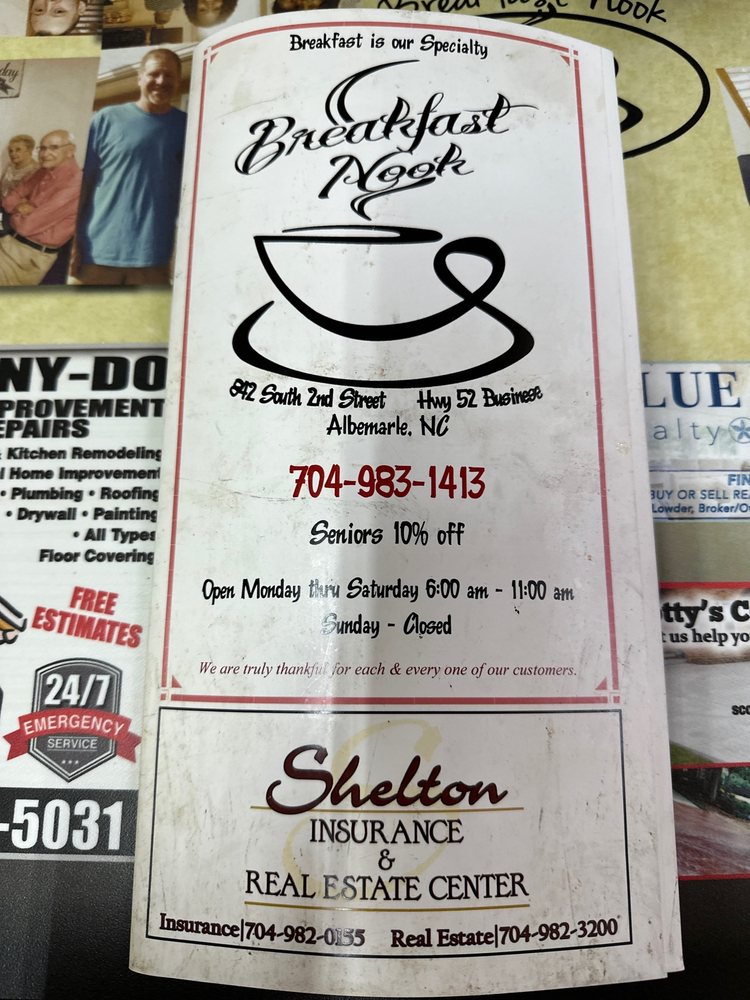 Breakfast is our Specialty
Breakfast
Nook
842 South 2nd Street Hwy 52 Business
Albemarle, NC
704-983-1413
Seniors 10% off
Open Monday thru Saturday 6:00 am - 11:00 am
Sunday - Closed
We are truly thankful for each & every one of our customers.
Shelton
INSURANCE
&
REAL ESTATE CENTER
Insurance|704-982-0155 Real Estate|704-982-3200
Nook
day
NY-DO
PROVEMENT
EPAIRS
Kitchen Remodeling
l Home Improvement
• Plumbing • Roofing
• Drywall • Painting
• All Types
Floor Covering
FREE
ESTIMATES
24/7
EMERGENCY
SERVICE
-5031
LUE
alty
FIN
BUY OR SELL REA
Lowder, Broker/O
tty's C
t us help yo
sco